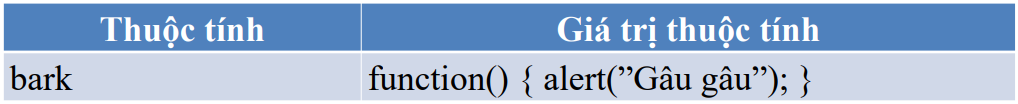 Thuộc tính Giá trị thuộc tính
bark function() { alert(”Gâu gâu”); }